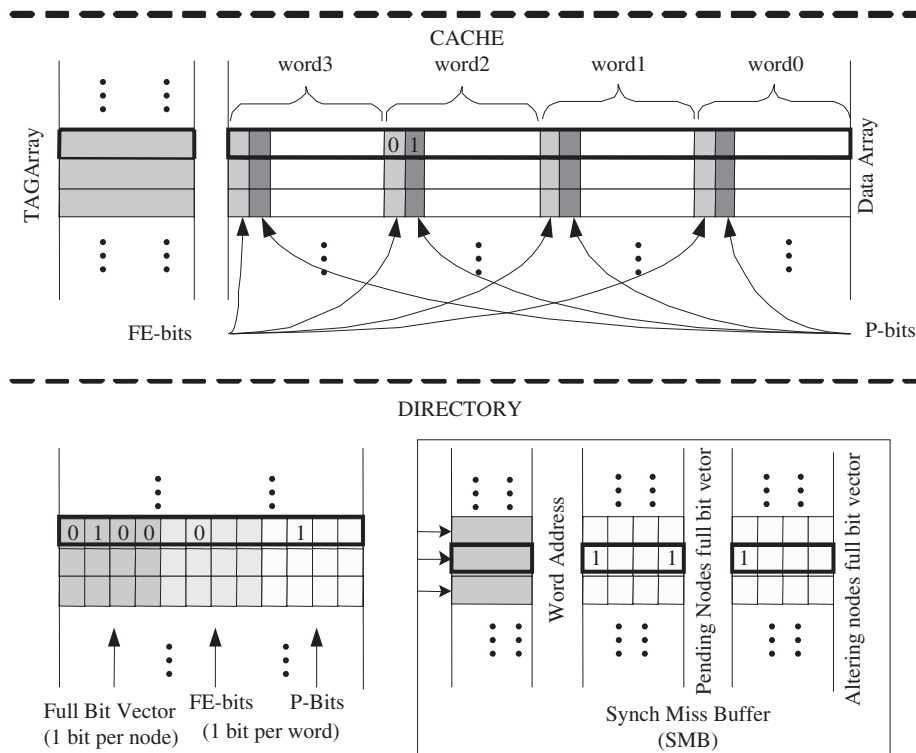 CACHE
word3 word2 word1 word0
TAGArray
0 1
Data Array
FE-bits
P-bits
DIRECTORY
0 1 0 0 0 1
Full Bit Vector
(1 bit per node)
FE-bits
P-Bits
(1 bit per word)
Word Address
1 1
Pending Nodes full bit vetor
1
Altering nodes full bit vector
Synch Miss Buffer
(SMB)